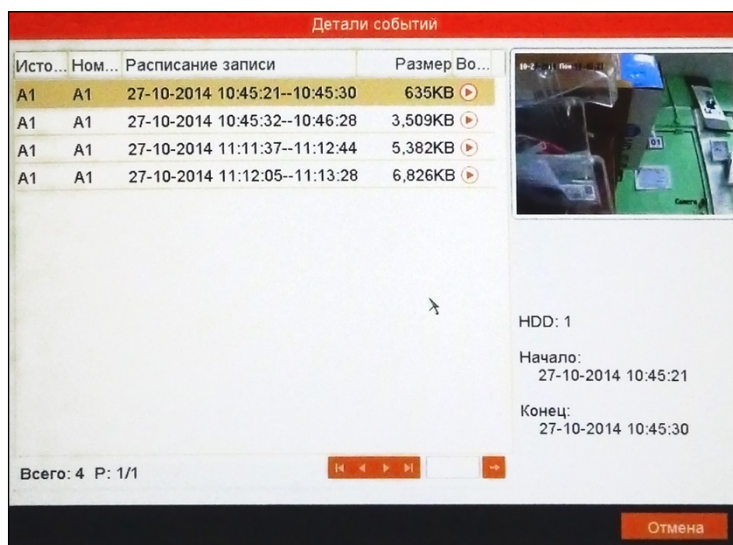 Детали событий
Исто... Ном... Расписание записи Размер Во...
A1 A1 27-10-2014 10:45:21--10:45:30 635KB
A1 A1 27-10-2014 10:45:32--10:46:28 3,509KB
A1 A1 27-10-2014 11:11:37--11:12:44 5,382KB
A1 A1 27-10-2014 11:12:05--11:13:28 6,826KB
01
HDD: 1
Начало:
27-10-2014 10:45:21
Конец:
27-10-2014 10:45:30
Всего: 4 P: 1/1
Отмена